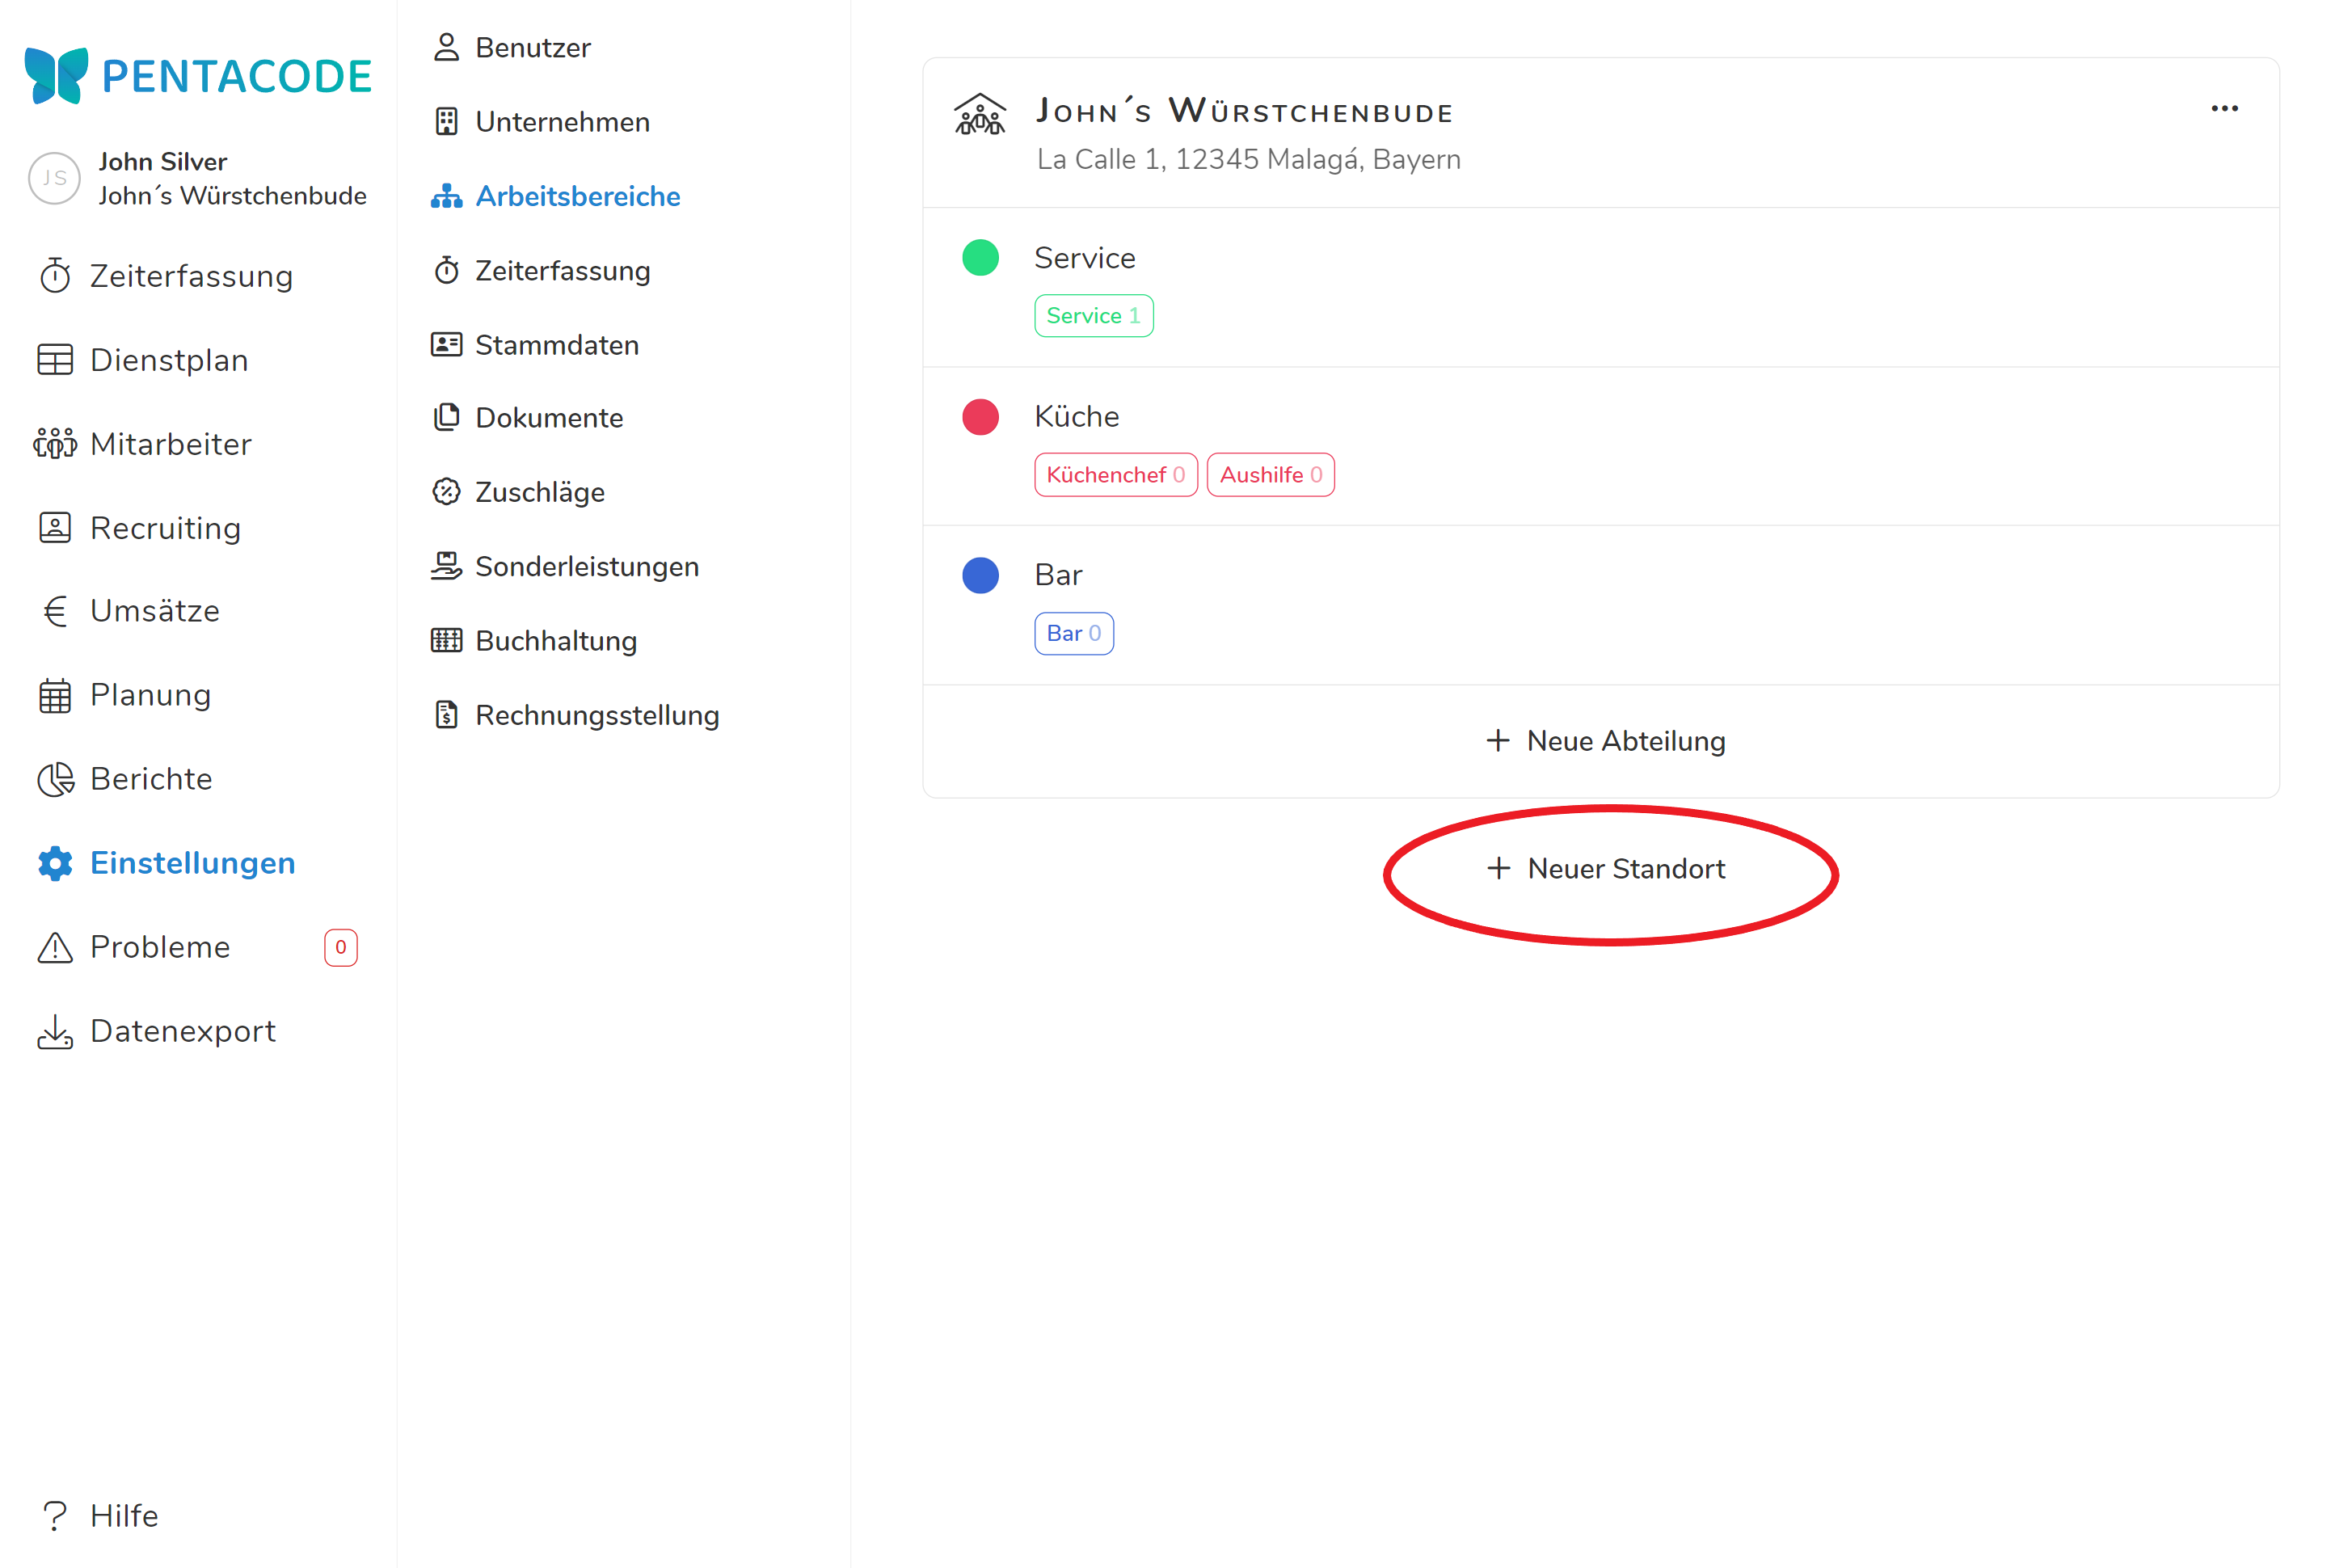 PENTACODE
JS
John Silver
John´s Würstchenbude
Zeiterfassung
Dienstplan
Mitarbeiter
Recruiting
Umsätze
Planung
Berichte
Einstellungen
Probleme 0
Datenexport
Hilfe
Benutzer
Unternehmen
Arbeitsbereiche
Zeiterfassung
Stammdaten
Dokumente
Zuschläge
Sonderleistungen
Buchhaltung
Rechnungsstellung
John´s Würstchenbude
La Calle 1, 12345 Malagá, Bayern
Service
Service 1
Küche
Küchenchef 0 Aushilfe 0
Bar
Bar 0
+ Neue Abteilung
+ Neuer Standort